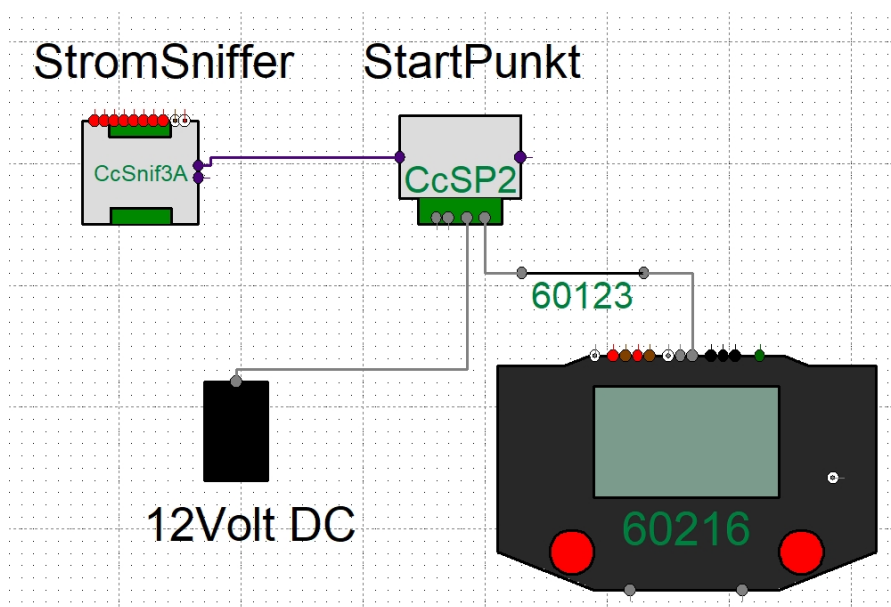 StromSniffer
StartPunkt
CcSnif3A
CcSP2
60123
12Volt DC
60216